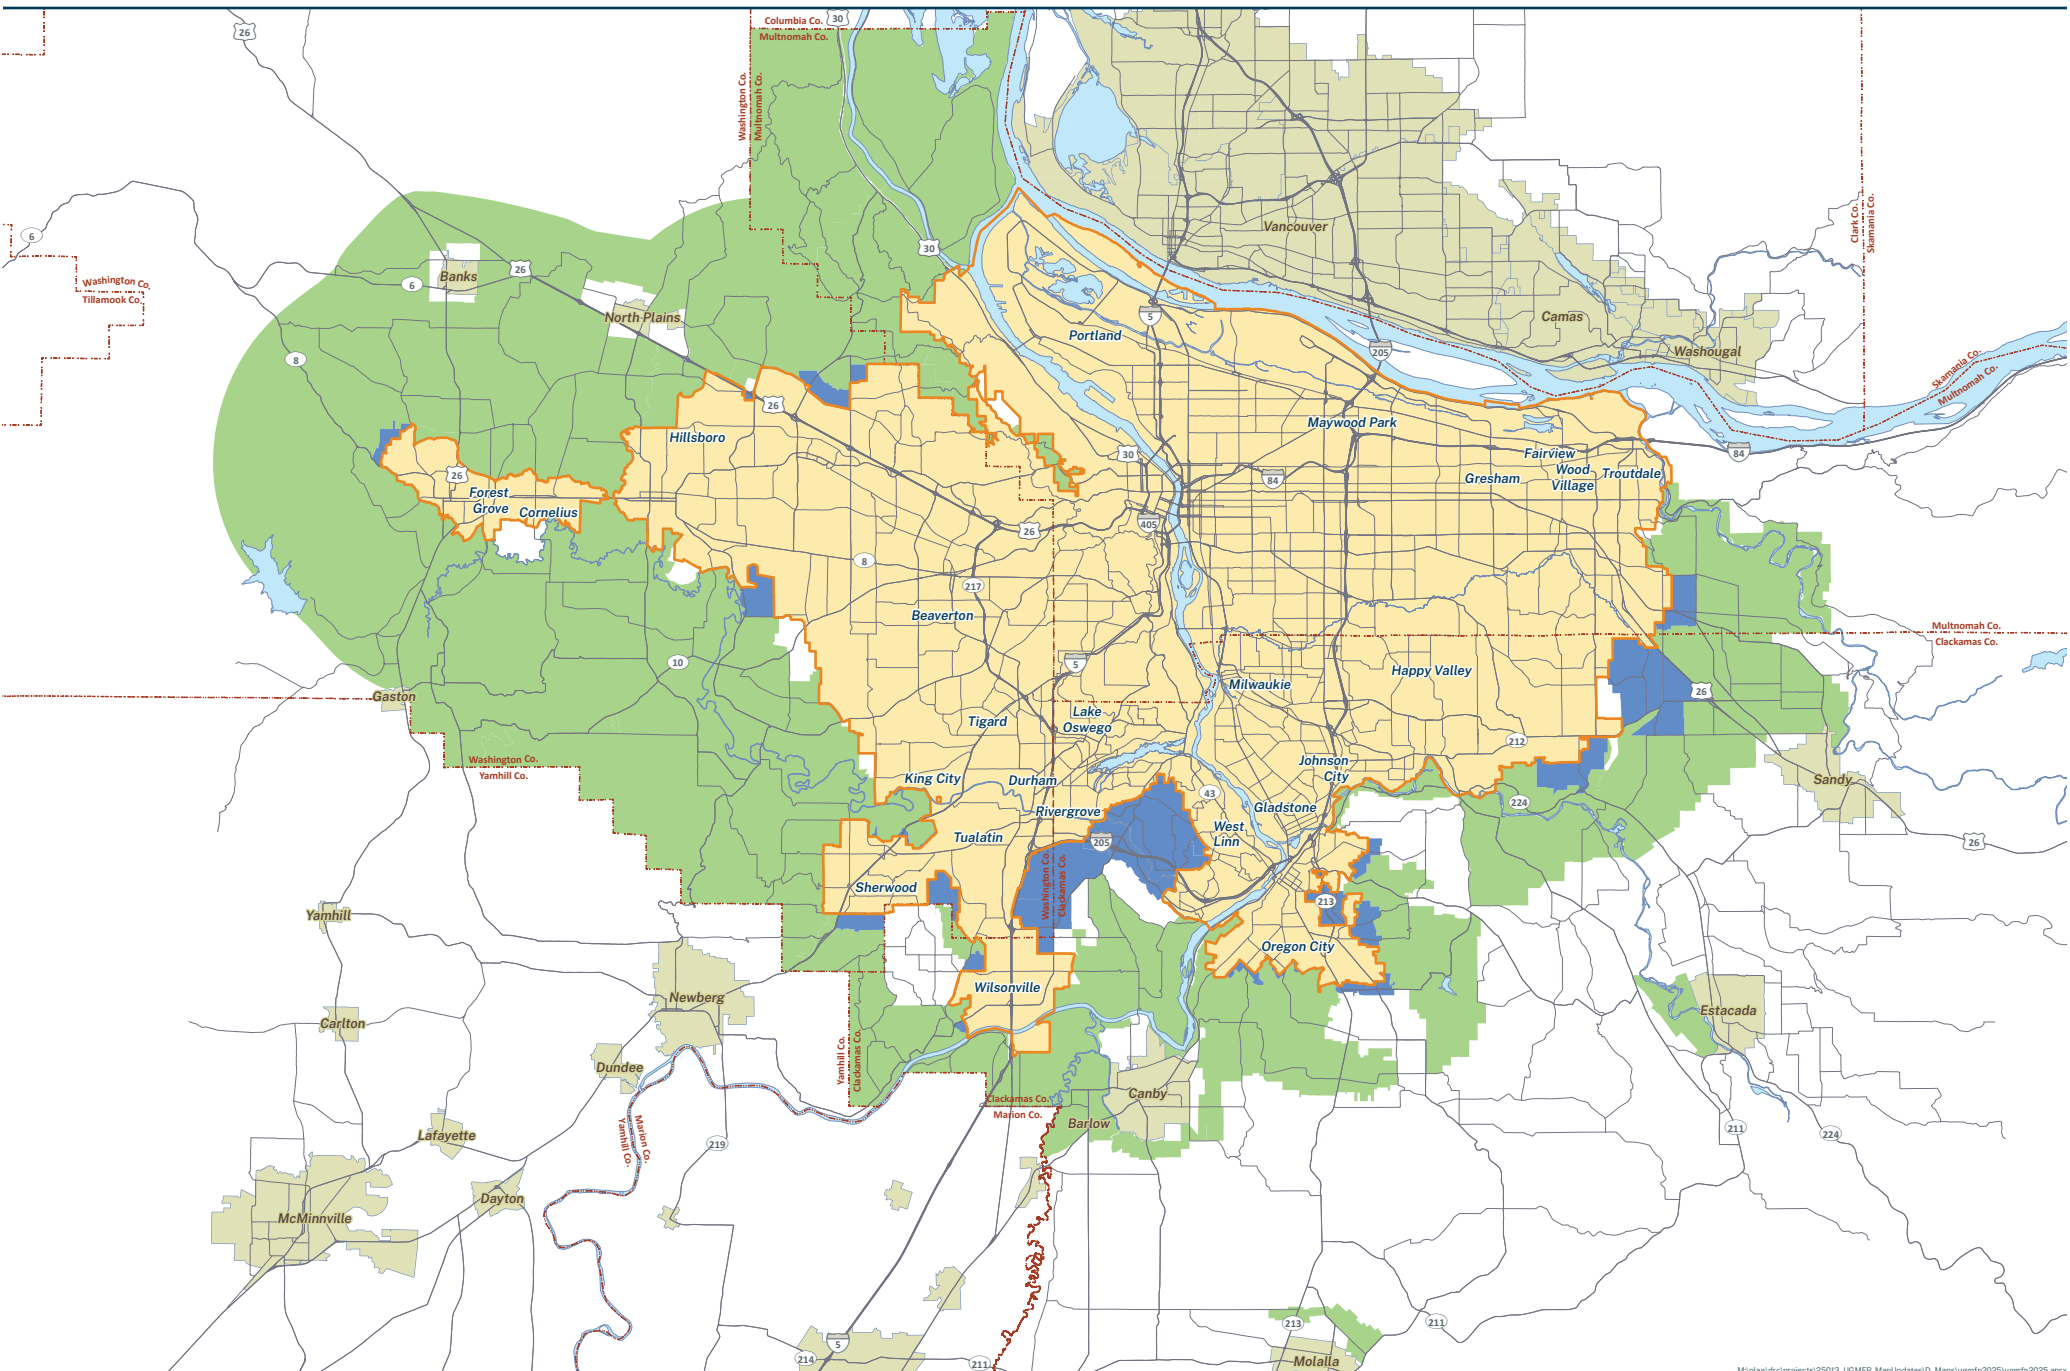 26
Columbia Co.
30
Multnomah Co.
Washington Co.
Multnomah Co.
6
Washington Co.
Tillamook Co.
Banks
26
6
North Plains
30
Vancouver
Clark Co.
Skamania Co.
8
Portland
5
205
Camas
Washougal
Skamania Co.
Multnomah Co.
26
Hillsboro
Maywood Park
30
84
Fairview
Wood
Village
Troutdale
Gresham
84
26
Forest
Grove
Cornelius
405
26
8
217
Beaverton
10
5
Multnomah Co.
Clackamas Co.
Happy Valley
Milwaukie
Gaston
26
Tigard
Lake
Oswego
212
Washington Co.
Yamhill Co.
King City
Durham
Johnson
City
Sandy
43
224
Rivergrove
Gladstone
Tualatin
West
Linn
205
26
Washington Co.
Clackamas Co.
Sherwood
213
Yamhill
Oregon City
Wilsonville
Newberg
Carlton
Estacada
Yamhill Co.
Clackamas Co.
Dundee
Canby
Clackamas Co.
Marion Co.
Barlow
Marion Co.
Yamhill Co.
Lafayette
219
211
224
Dayton
McMinnville
213
211
5
214
211
Molalla